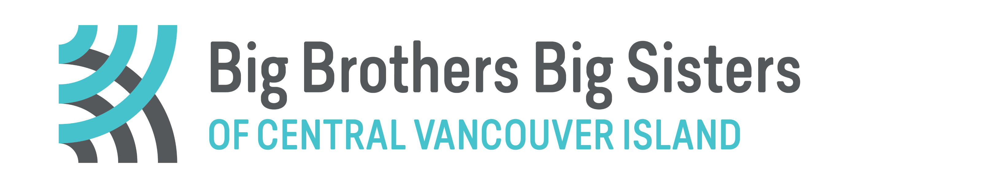 Big Brothers Big Sisters
OF CENTRAL VANCOUVER ISLAND